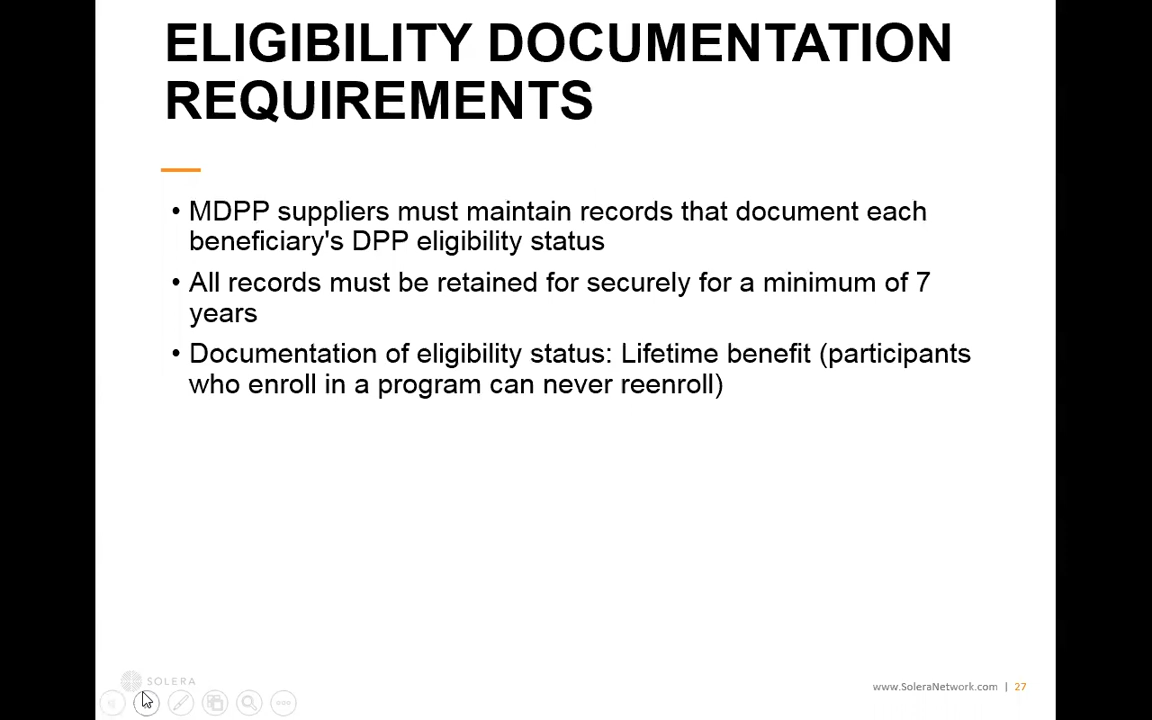 ELIGIBILITY DOCUMENTATION
REQUIREMENTS
• MDPP suppliers must maintain records that document each
beneficiary's DPP eligibility status
• All records must be retained for securely for a minimum of 7
years
• Documentation of eligibility status: Lifetime benefit (participants
who enroll in a program can never reenroll)
SOLERA
www.SoleraNetwork.com | 27